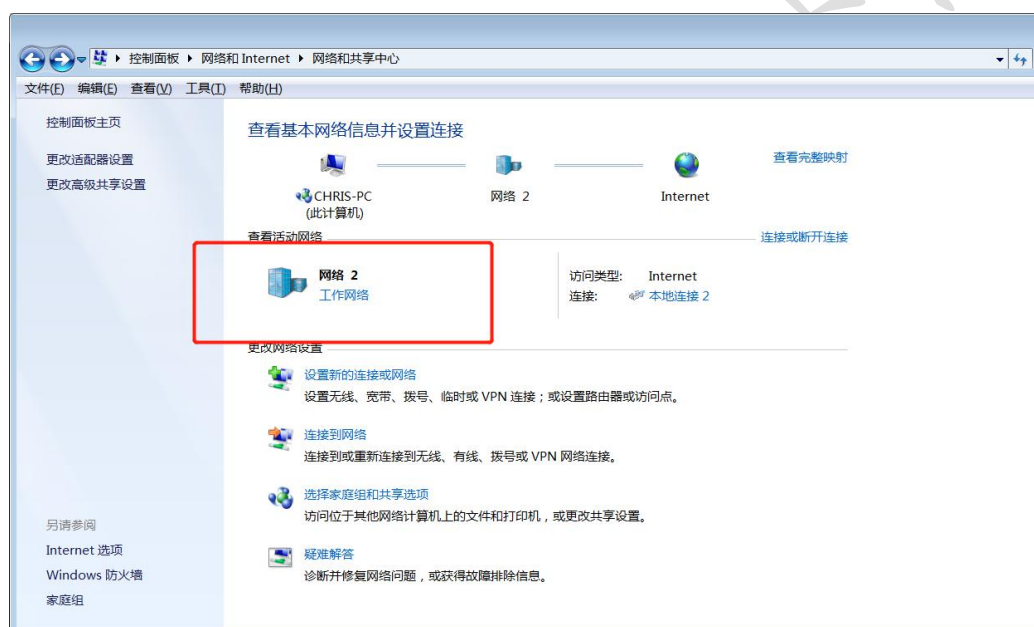 控制面板 ▸ 网络和 Internet ▸ 网络和共享中心
文件(F) 编辑(E) 查看(V) 工具(T) 帮助(H)
控制面板主页
更改适配器设置
更改高级共享设置
查看基本网络信息并设置连接
查看完整映射
CHRIS-PC
(此计算机)
网络 2
Internet
查看活动网络
连接或断开连接
网络 2
工作网络
访问类型: Internet
连接: 本地连接 2
更改网络设置
设置新的连接或网络
设置无线、宽带、拨号、临时或 VPN 连接；或设置路由器或访问点。
连接到网络
连接到或重新连接到无线、有线、拨号或 VPN 网络连接。
选择家庭组和共享选项
访问位于其他网络计算机上的文件和打印机，或更改共享设置。
疑难解答
诊断并修复网络问题，或获得故障排除信息。
另请参阅
Internet 选项
Windows 防火墙
家庭组